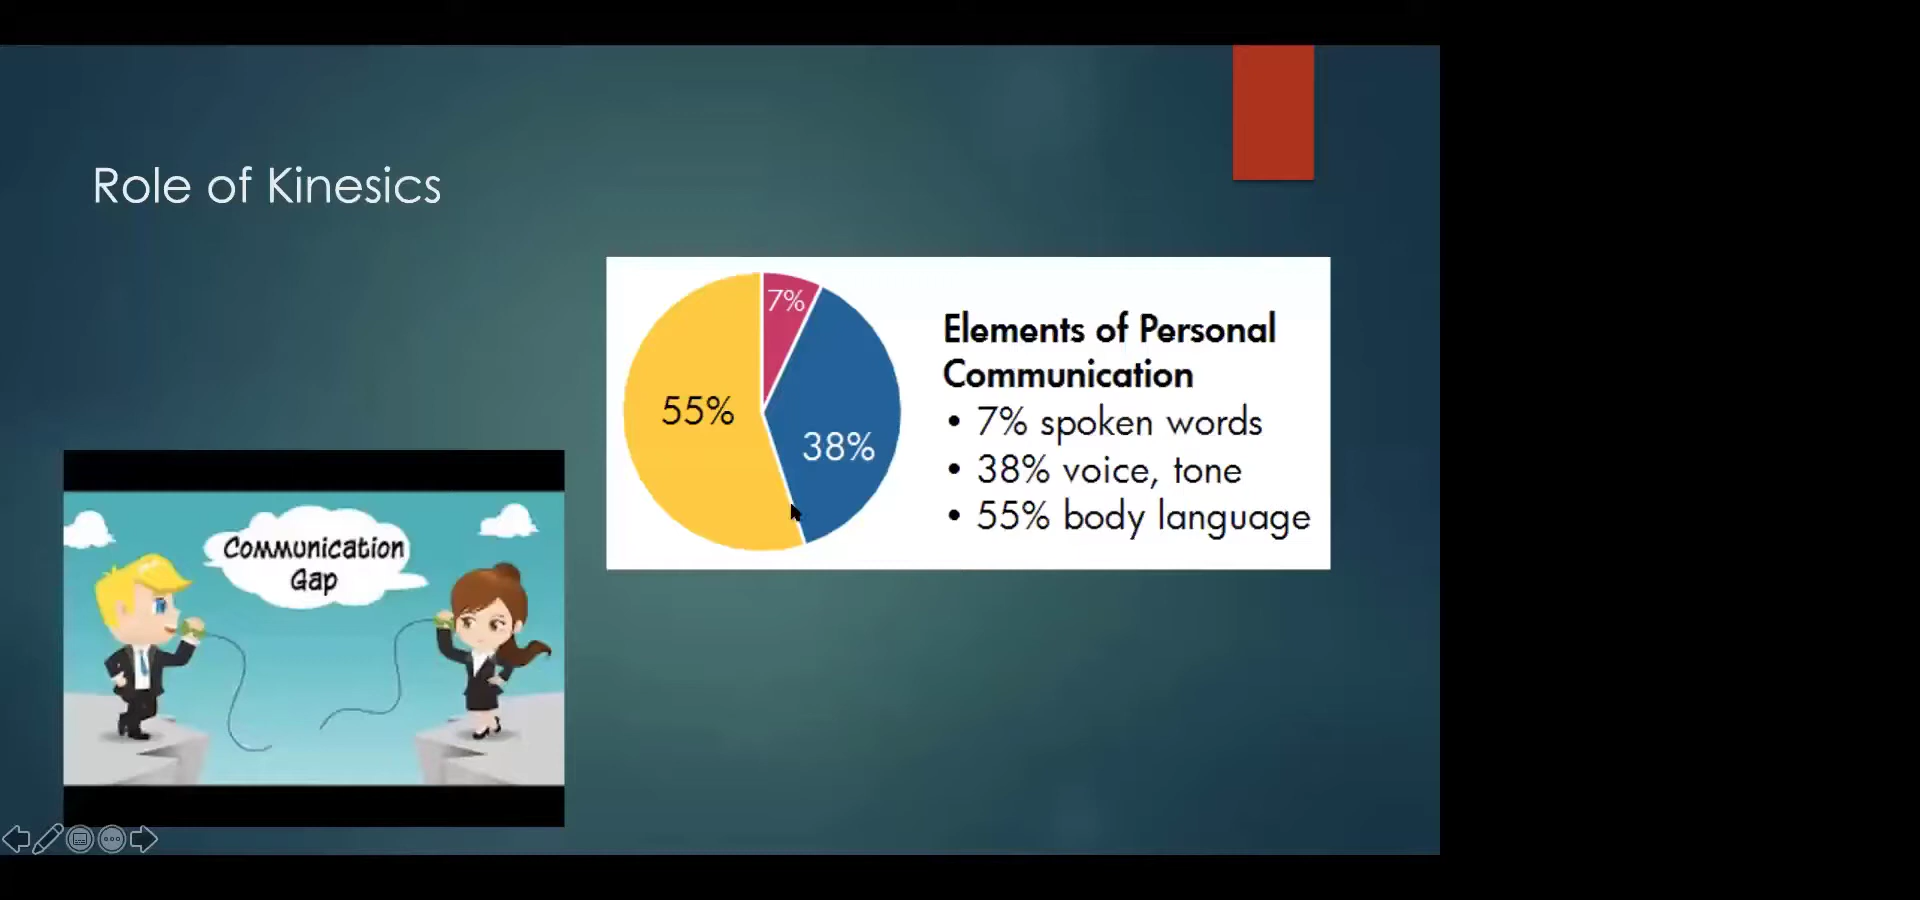 Role of Kinesics
7%
55%
38%
Elements of Personal
Communication
• 7% spoken words
• 38% voice, tone
• 55% body language
Communication
Gap